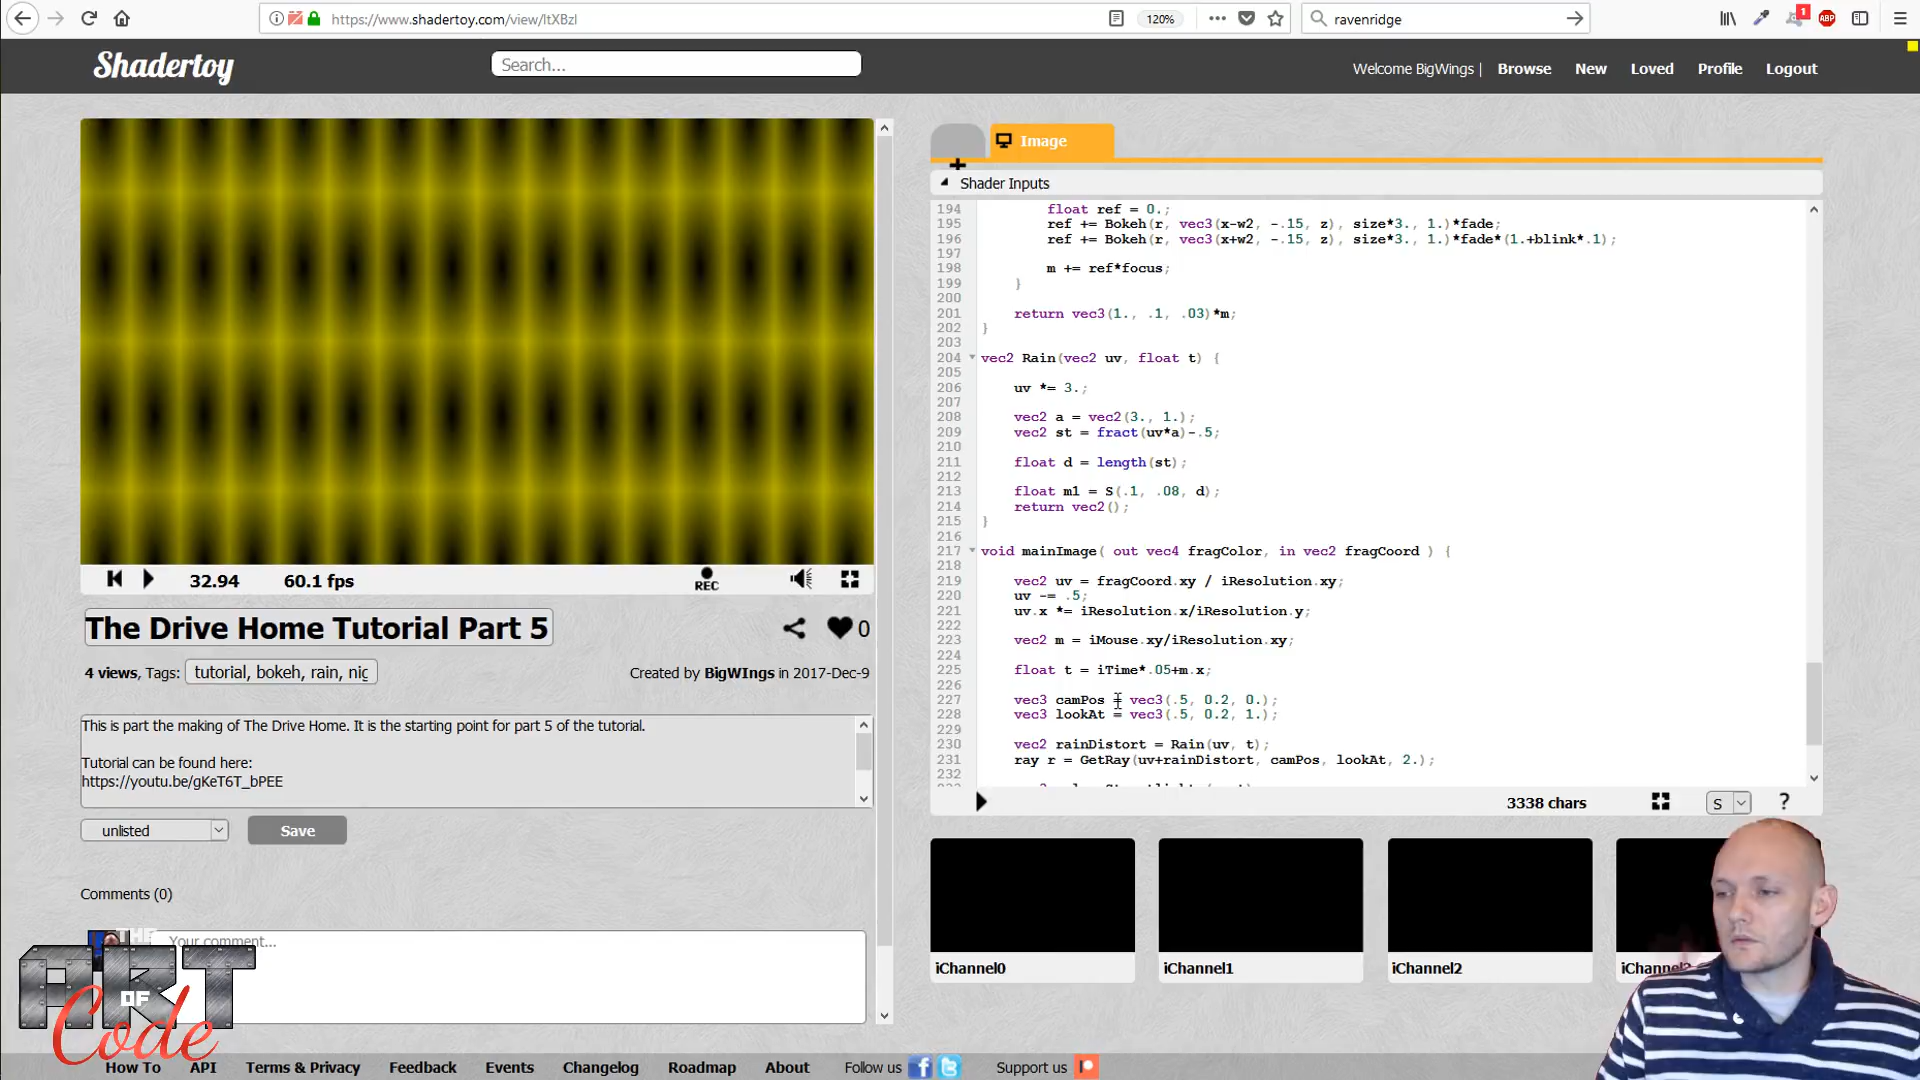 https://www.shadertoy.com/view/ltXBzl
120%
ravenridge
1
ABP
Shadertoy
Search...
Welcome BigWings |
Browse
New
Loved
Profile
Logout
Image
Shader Inputs
194 float ref = 0.;
195 ref += Bokeh(r, vec3(x-w2, -.15, z), size*3., 1.)*fade;
196 ref += Bokeh(r, vec3(x+w2, -.15, z), size*3., 1.)*fade*(1.+blink*.1);
197
198 m += ref*focus;
199 }
200
201 return vec3(1., .1, .03)*m;
202 }
203
204 vec2 Rain(vec2 uv, float t) {
205
206 uv *= 3.;
207
208 vec2 a = vec2(3., 1.);
209 vec2 st = fract(uv*a)-.5;
210
211 float d = length(st);
212
213 float m1 = S(.1, .08, d);
214 return vec2();
215 }
216
217 void mainImage( out vec4 fragColor, in vec2 fragCoord ) {
218
219 vec2 uv = fragCoord.xy / iResolution.xy;
220 uv -= .5;
221 uv.x *= iResolution.x/iResolution.y;
222
223 vec2 m = iMouse.xy/iResolution.xy;
224
225 float t = iTime*.05+m.x;
226
227 vec3 camPos = vec3(.5, 0.2, 0.);
228 vec3 lookAt = vec3(.5, 0.2, 1.);
229
230 vec2 rainDistort = Rain(uv, t);
231 ray r = GetRay(uv+rainDistort, camPos, lookAt, 2.);
232
32.94
60.1 fps
REC
The Drive Home Tutorial Part 5
0
4 views, Tags:
tutorial, bokeh, rain, nig
Created by BigWIngs in 2017-Dec-9
This is part the making of The Drive Home. It is the starting point for part 5 of the tutorial.
Tutorial can be found here:
https://youtu.be/gKeT6T_bPEE
unlisted
Save
3338 chars
S
?
Comments (0)
Your comment...
iChannel0
iChannel1
iChannel2
THE
ART
OF
Code
How To
API
Terms & Privacy
Feedback
Events
Changelog
Roadmap
About
Follow us
Support us